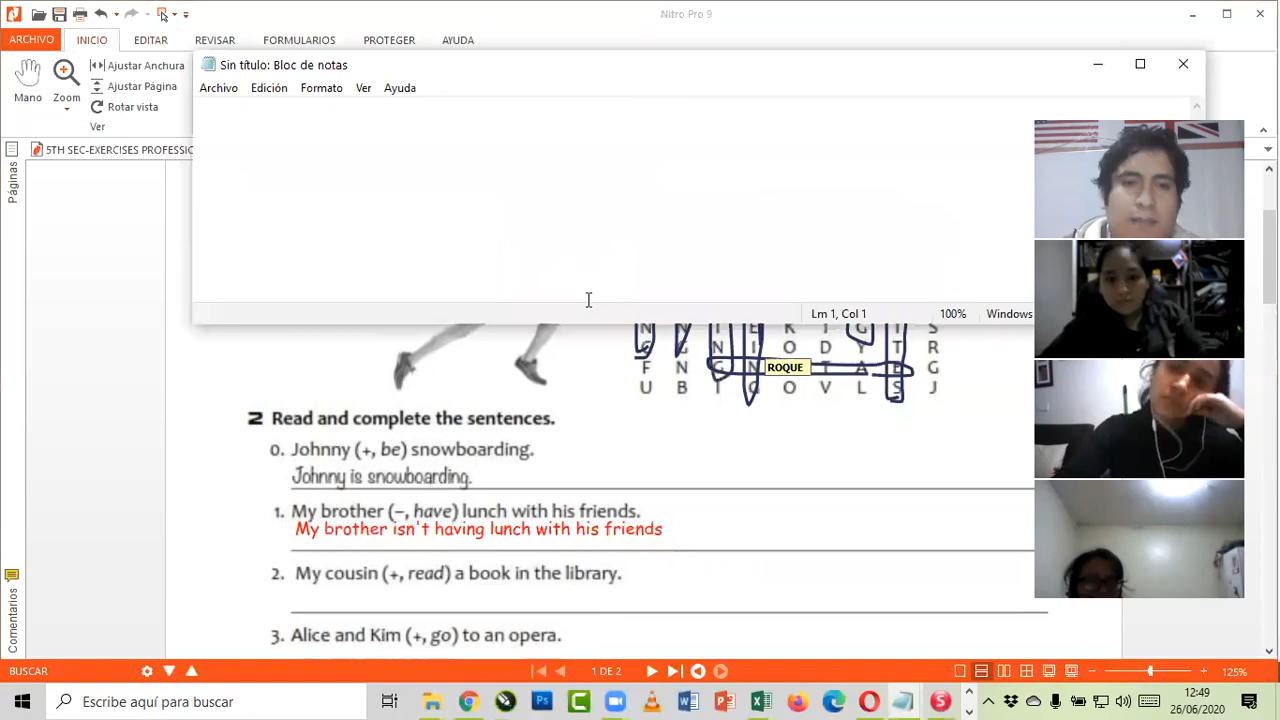 Nitro Pro 9
ARCHIVO INICIO EDITAR REVISAR FORMULARIOS PROTEGER AYUDA
Mano
Zoom
Ajustar Anchura
Ajustar Página
Rotar vista
Ver
Sin título: Bloc de notas
Archivo Edición Formato Ver Ayuda
5TH SEC-EXERCISES PROFESSI
Páginas
Lm 1, Col 1 100% Windows
N N I E K I G I S
G G N I O D Y T R
F N G N ROQUE T A E G
U B I G O V L S J
2 Read and complete the sentences.
0. Johnny (+, be) snowboarding.
Johnny is snowboarding.
1. My brother (–, have) lunch with his friends.
My brother isn't having lunch with his friends
2. My cousin (+, read) a book in the library.
3. Alice and Kim (+, go) to an opera.
Comentarios
BUSCAR 1 DE 2 125%
Escribe aquí para buscar
12:49
26/06/2020